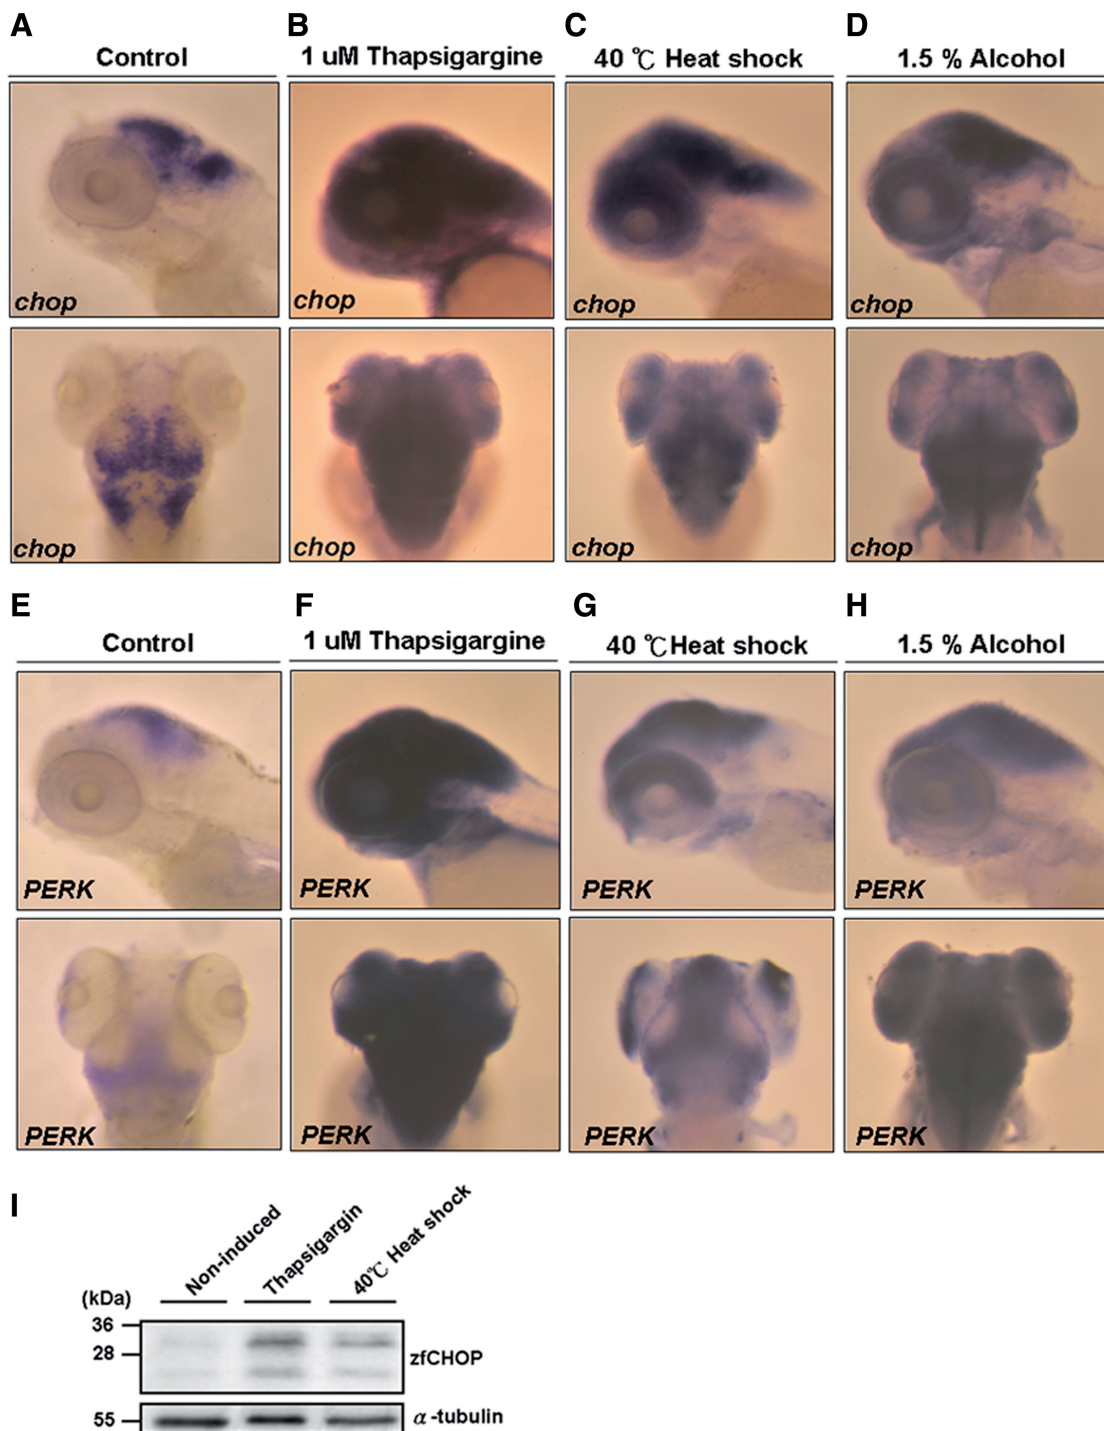 A
B
C
D
Control
1 uM Thapsigargine
40 ℃ Heat shock
1.5 % Alcohol
chop
chop
chop
chop
chop
chop
chop
chop
E
F
G
H
Control
1 uM Thapsigargine
40 ℃Heat shock
1.5 % Alcohol
PERK
PERK
PERK
PERK
PERK
PERK
PERK
PERK
I
Non-induced
Thapsigargin
40℃ Heat shock
(kDa)
36
28
zfCHOP
55
α-tubulin